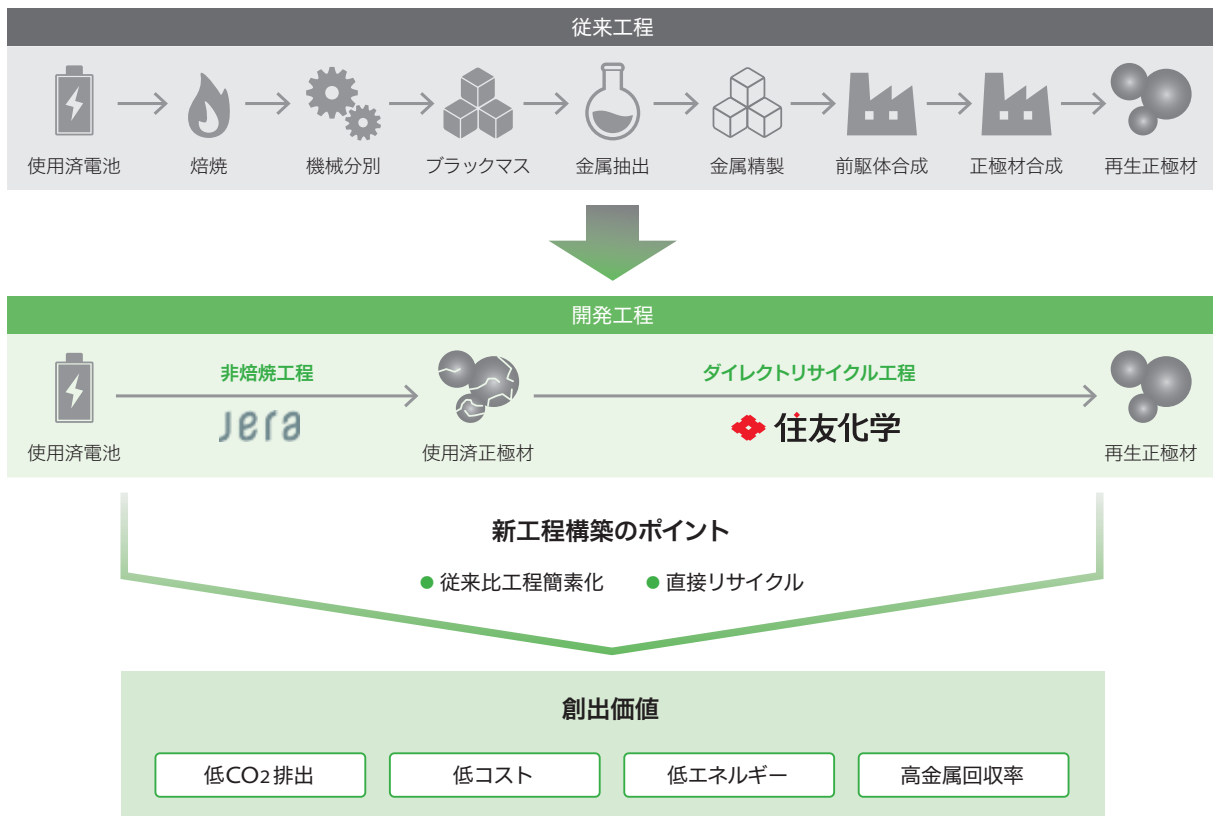 従来工程
使用済電池
焙焼
機械分別
ブラックマス
金属抽出
金属精製
前駆体合成
正極材合成
再生正極材
開発工程
使用済電池
非焙焼工程
Jera
使用済正極材
ダイレクトリサイクル工程
住友化学
再生正極材
新工程構築のポイント
● 従来比工程簡素化 ● 直接リサイクル
創出価値
低CO2排出
低コスト
低エネルギー
高金属回収率